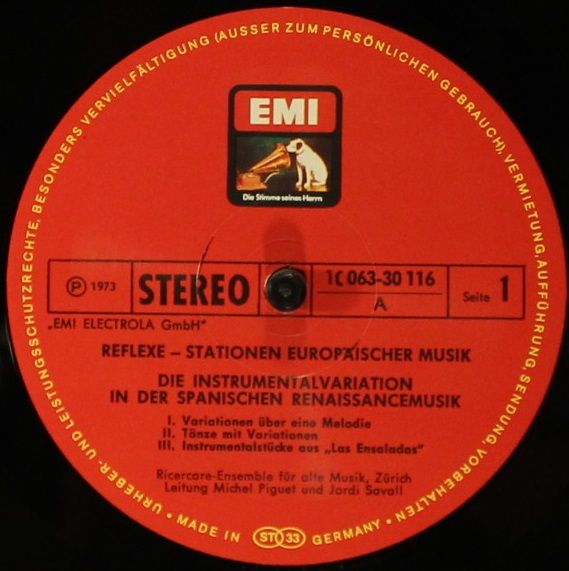 URHEBER- UND LEISTUNGSSCHUTZRECHTE, BESONDERS VERVIELFÄLTIGUNG (AUSSER ZUM PERSÖNLICHEN GEBRAUCH), VERMIETUNG, AUFFÜHRUNG, SENDUNG, VORBEHALTEN •
EMI
Die Stimme seines Herrn
Ⓟ 1973
STEREO
1C 063-30 116
A
Seite 1
„EMI ELECTROLA GmbH"
REFLEXE – STATIONEN EUROPÄISCHER MUSIK
DIE INSTRUMENTALVARIATION
IN DER SPANISCHEN RENAISSANCEMUSIK
I. Variationen über eine Melodie
II. Tänze mit Variationen
III. Instrumentalstücke aus „Las Ensaladas"
Ricercare-Ensemble für alte Musik, Zürich
Leitung Michel Piguet und Jordi Savall
• MADE IN ST 33 GERMANY •